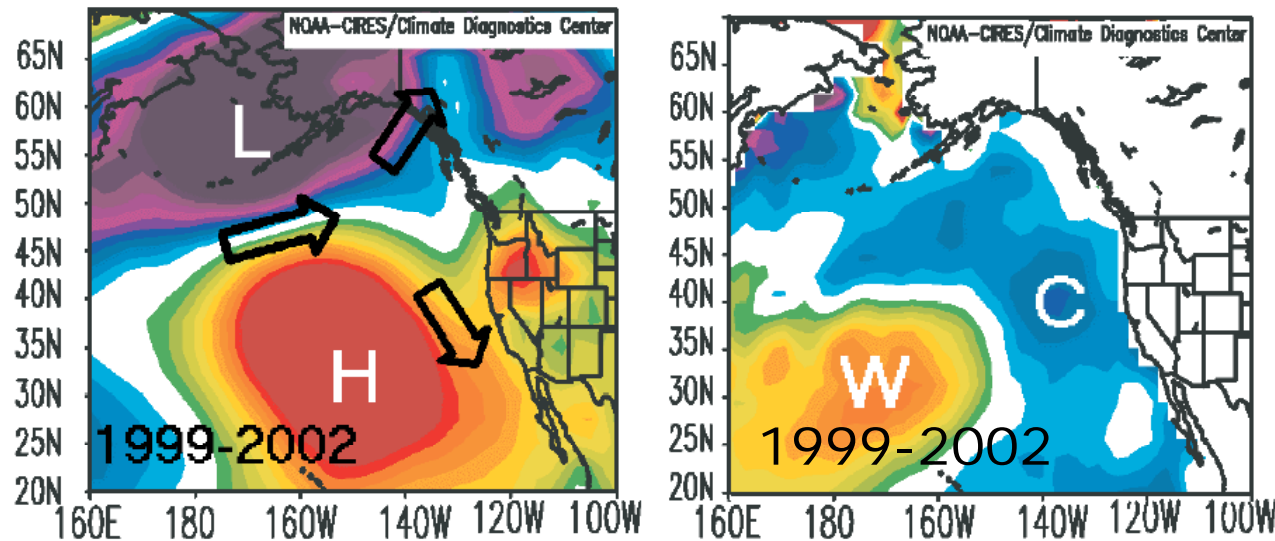 NOAA-CIRES/Climate Diagnostics Center
65N
60N
55N
50N
45N
40N
35N
30N
25N
20N
L
H
1999-2002
160E 180 160W 140W 120W 100W
NOAA-CIRES/Climate Diagnostics Center
65N
60N
55N
50N
45N
40N
35N
30N
25N
20N
C
W
1999-2002
160E 180 160W 140W 120W 100W